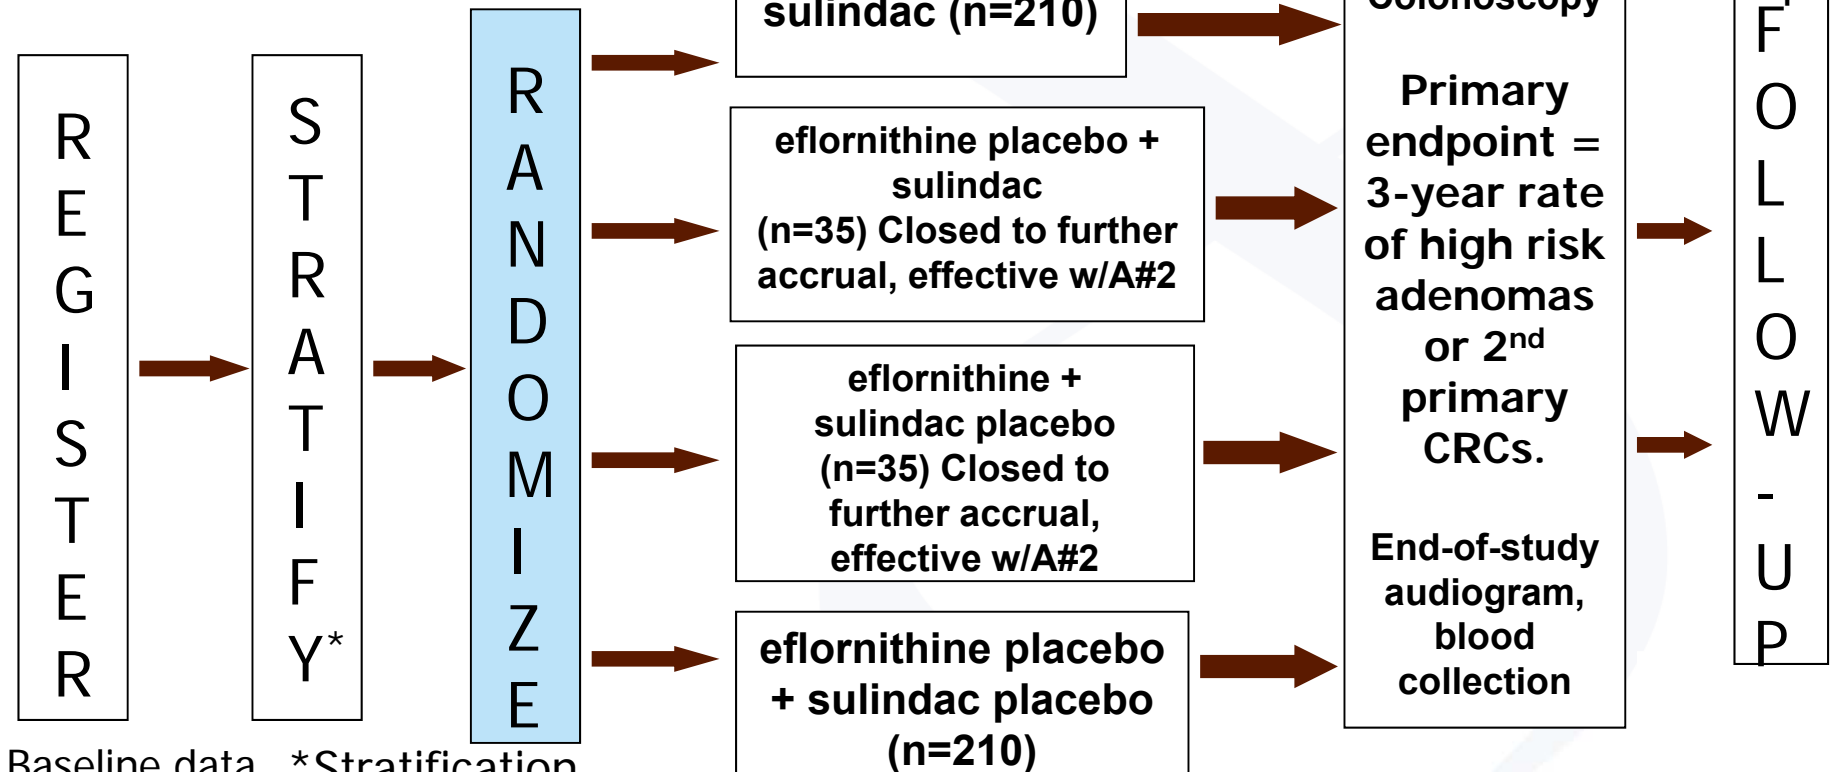 REGISTER
STRATIFY*
RANDOMIZE
sulindac (n=210)
eflornithine placebo +
sulindac
(n=35) Closed to further
accrual, effective w/A#2
eflornithine +
sulindac placebo
(n=35) Closed to
further accrual,
effective w/A#2
eflornithine placebo
+ sulindac placebo
(n=210)
Colonoscopy
Primary
endpoint =
3-year rate
of high risk
adenomas
or 2nd
primary
CRCs.
End-of-study
audiogram,
blood
collection
FOLLOW-UP
Baseline data
*Stratification